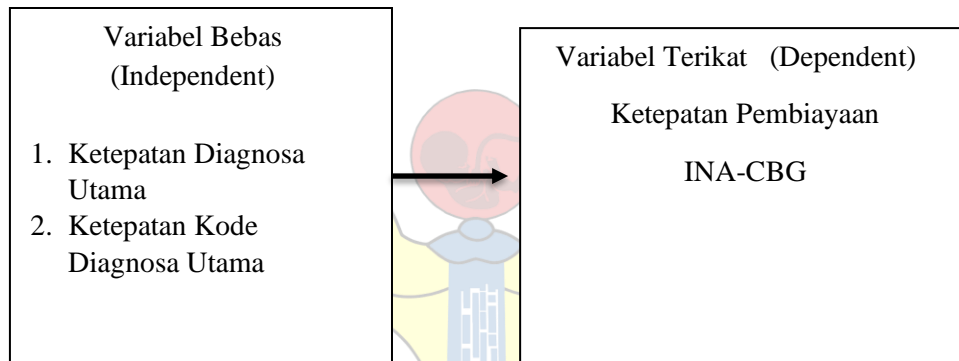 Variabel Bebas
(Independent)
1. Ketepatan Diagnosa
Utama
2. Ketepatan Kode
Diagnosa Utama
Variabel Terikat (Dependent)
Ketepatan Pembiayaan
INA-CBG